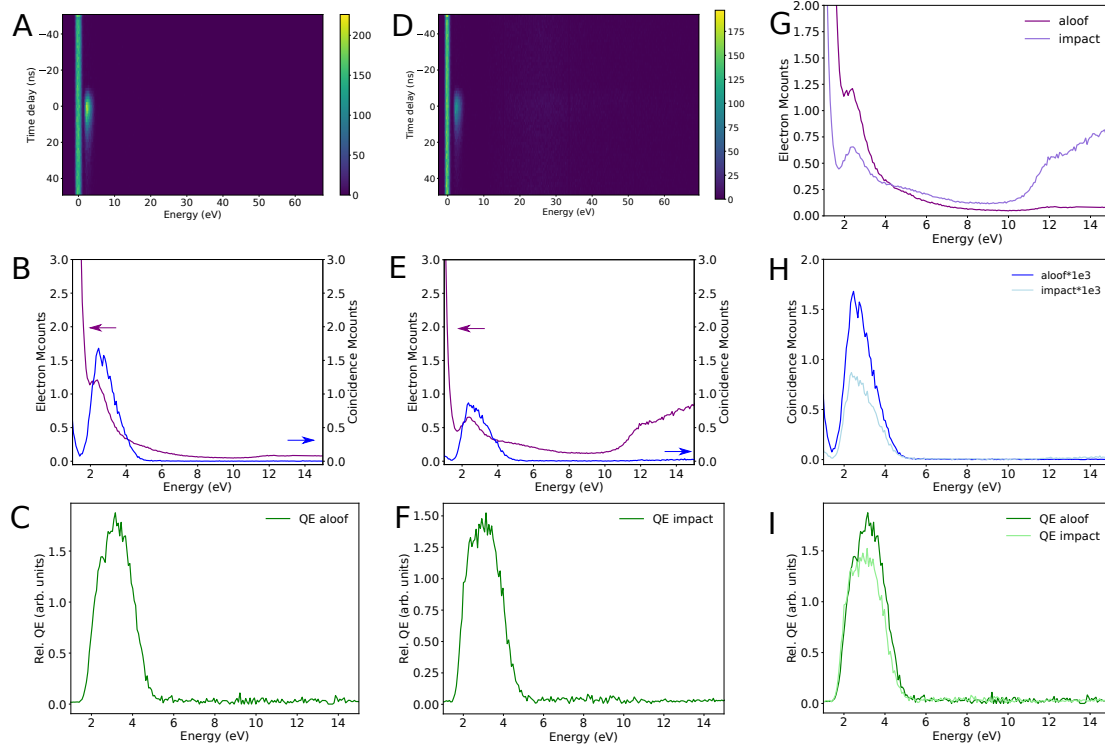 A
Time delay (ns)
−40
−20
0
20
40
0 10 20 30 40 50 60
Energy (eV)
200
150
100
50
0
D
Time delay (ns)
−40
−20
0
20
40
0 10 20 30 40 50 60
Energy (eV)
175
150
125
100
75
50
25
0
G
Electron Mcounts
2.00
1.75
1.50
1.25
1.00
0.75
0.50
0.25
0.00
2 4 6 8 10 12 14
Energy (eV)
aloof
impact
B
Electron Mcounts
3.0
2.5
2.0
1.5
1.0
0.5
0.0
2 4 6 8 10 12 14
Energy (eV)
3.0
2.5
2.0
1.5
1.0
0.5
0.0
Coincidence Mcounts
E
Electron Mcounts
3.0
2.5
2.0
1.5
1.0
0.5
0.0
2 4 6 8 10 12 14
Energy (eV)
3.0
2.5
2.0
1.5
1.0
0.5
0.0
Coincidence Mcounts
H
Coincidence Mcounts
2.0
1.5
1.0
0.5
0.0
2 4 6 8 10 12 14
Energy (eV)
aloof*1e3
impact*1e3
C
Rel. QE (arb. units)
1.5
1.0
0.5
0.0
2 4 6 8 10 12 14
Energy (eV)
QE aloof
F
Rel. QE (arb. units)
1.50
1.25
1.00
0.75
0.50
0.25
0.00
2 4 6 8 10 12 14
Energy (eV)
QE impact
I
Rel. QE (arb. units)
1.5
1.0
0.5
0.0
2 4 6 8 10 12 14
Energy (eV)
QE aloof
QE impact